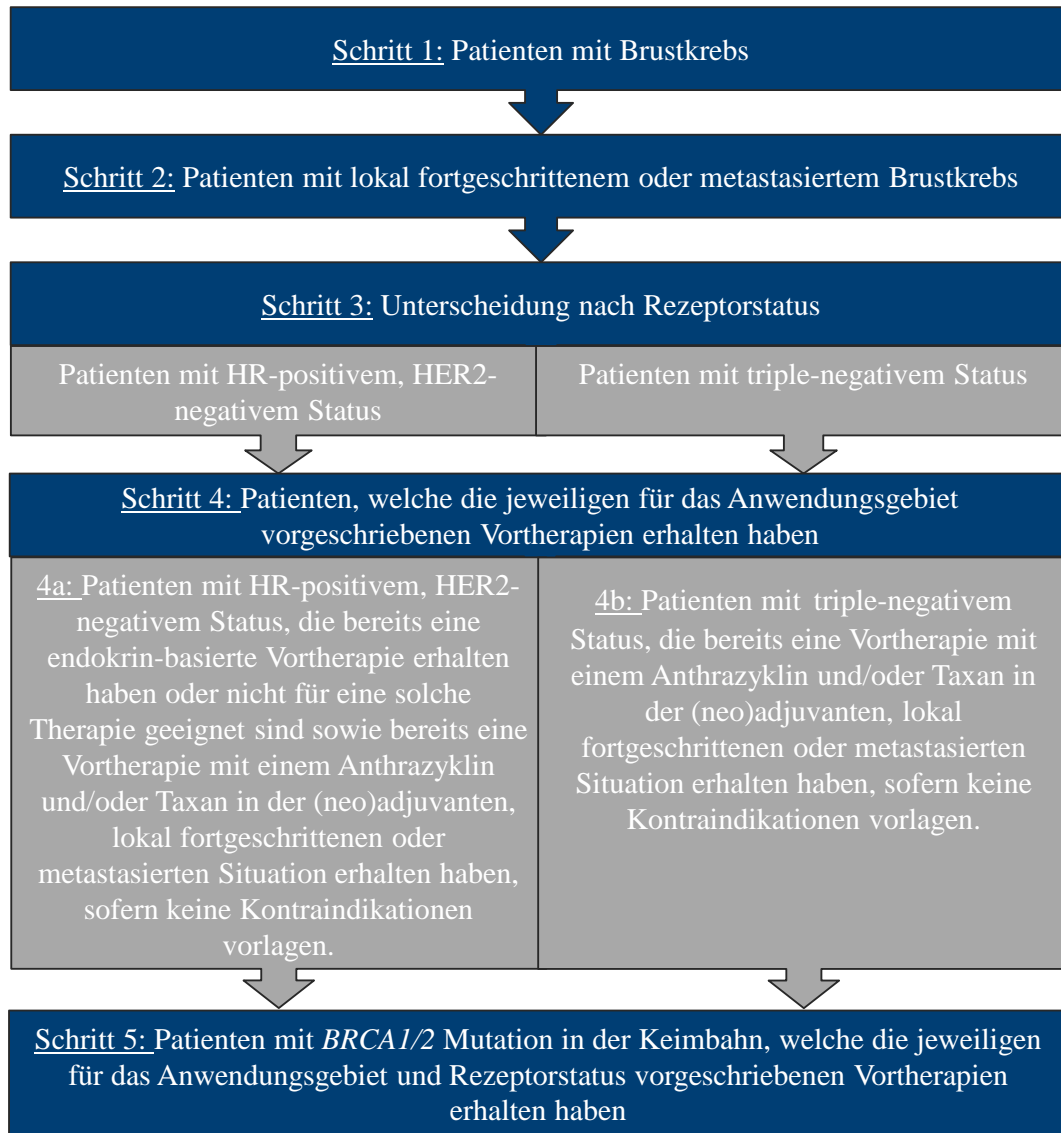 Schritt 1: Patienten mit Brustkrebs
Schritt 2: Patienten mit lokal fortgeschrittenem oder metastasiertem Brustkrebs
Schritt 3: Unterscheidung nach Rezeptorstatus
Patienten mit HR-positivem, HER2-
negativem Status
Patienten mit triple-negativem Status
Schritt 4: Patienten, welche die jeweiligen für das Anwendungsgebiet
vorgeschriebenen Vortherapien erhalten haben
4a: Patienten mit HR-positivem, HER2-
negativem Status, die bereits eine
endokrin-basierte Vortherapie erhalten
haben oder nicht für eine solche
Therapie geeignet sind sowie bereits eine
Vortherapie mit einem Anthrazyklin
und/oder Taxan in der (neo)adjuvanten,
lokal fortgeschrittenen oder
metastasierten Situation erhalten haben,
sofern keine Kontraindikationen
vorlagen.
4b: Patienten mit triple-negativem
Status, die bereits eine Vortherapie mit
einem Anthrazyklin und/oder Taxan in
der (neo)adjuvanten, lokal
fortgeschrittenen oder metastasierten
Situation erhalten haben, sofern keine
Kontraindikationen vorlagen.
Schritt 5: Patienten mit BRCA1/2 Mutation in der Keimbahn, welche die jeweiligen
für das Anwendungsgebiet und Rezeptorstatus vorgeschriebenen Vortherapien
erhalten haben